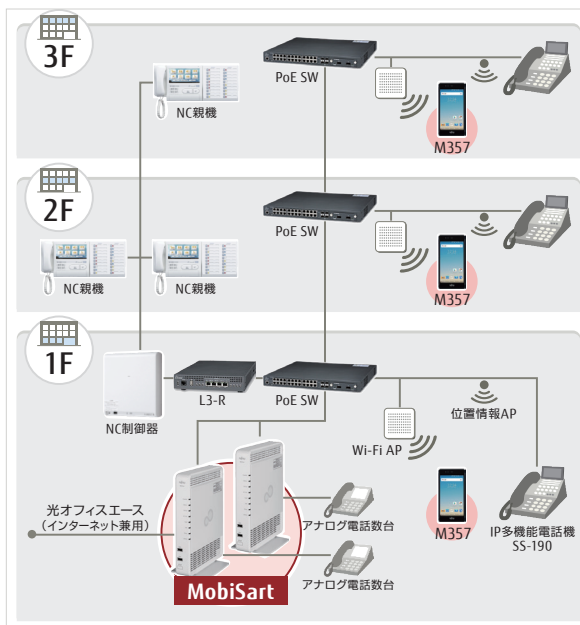 3F
PoE SW
NC親機
M357
2F
PoE SW
NC親機
NC親機
M357
1F
NC制御器
L3-R
PoE SW
位置情報AP
Wi-Fi AP
光オフィスエース
(インターネット兼用)
アナログ電話数台
M357
IP多機能電話機
SS-190
アナログ電話数台
MobiSart